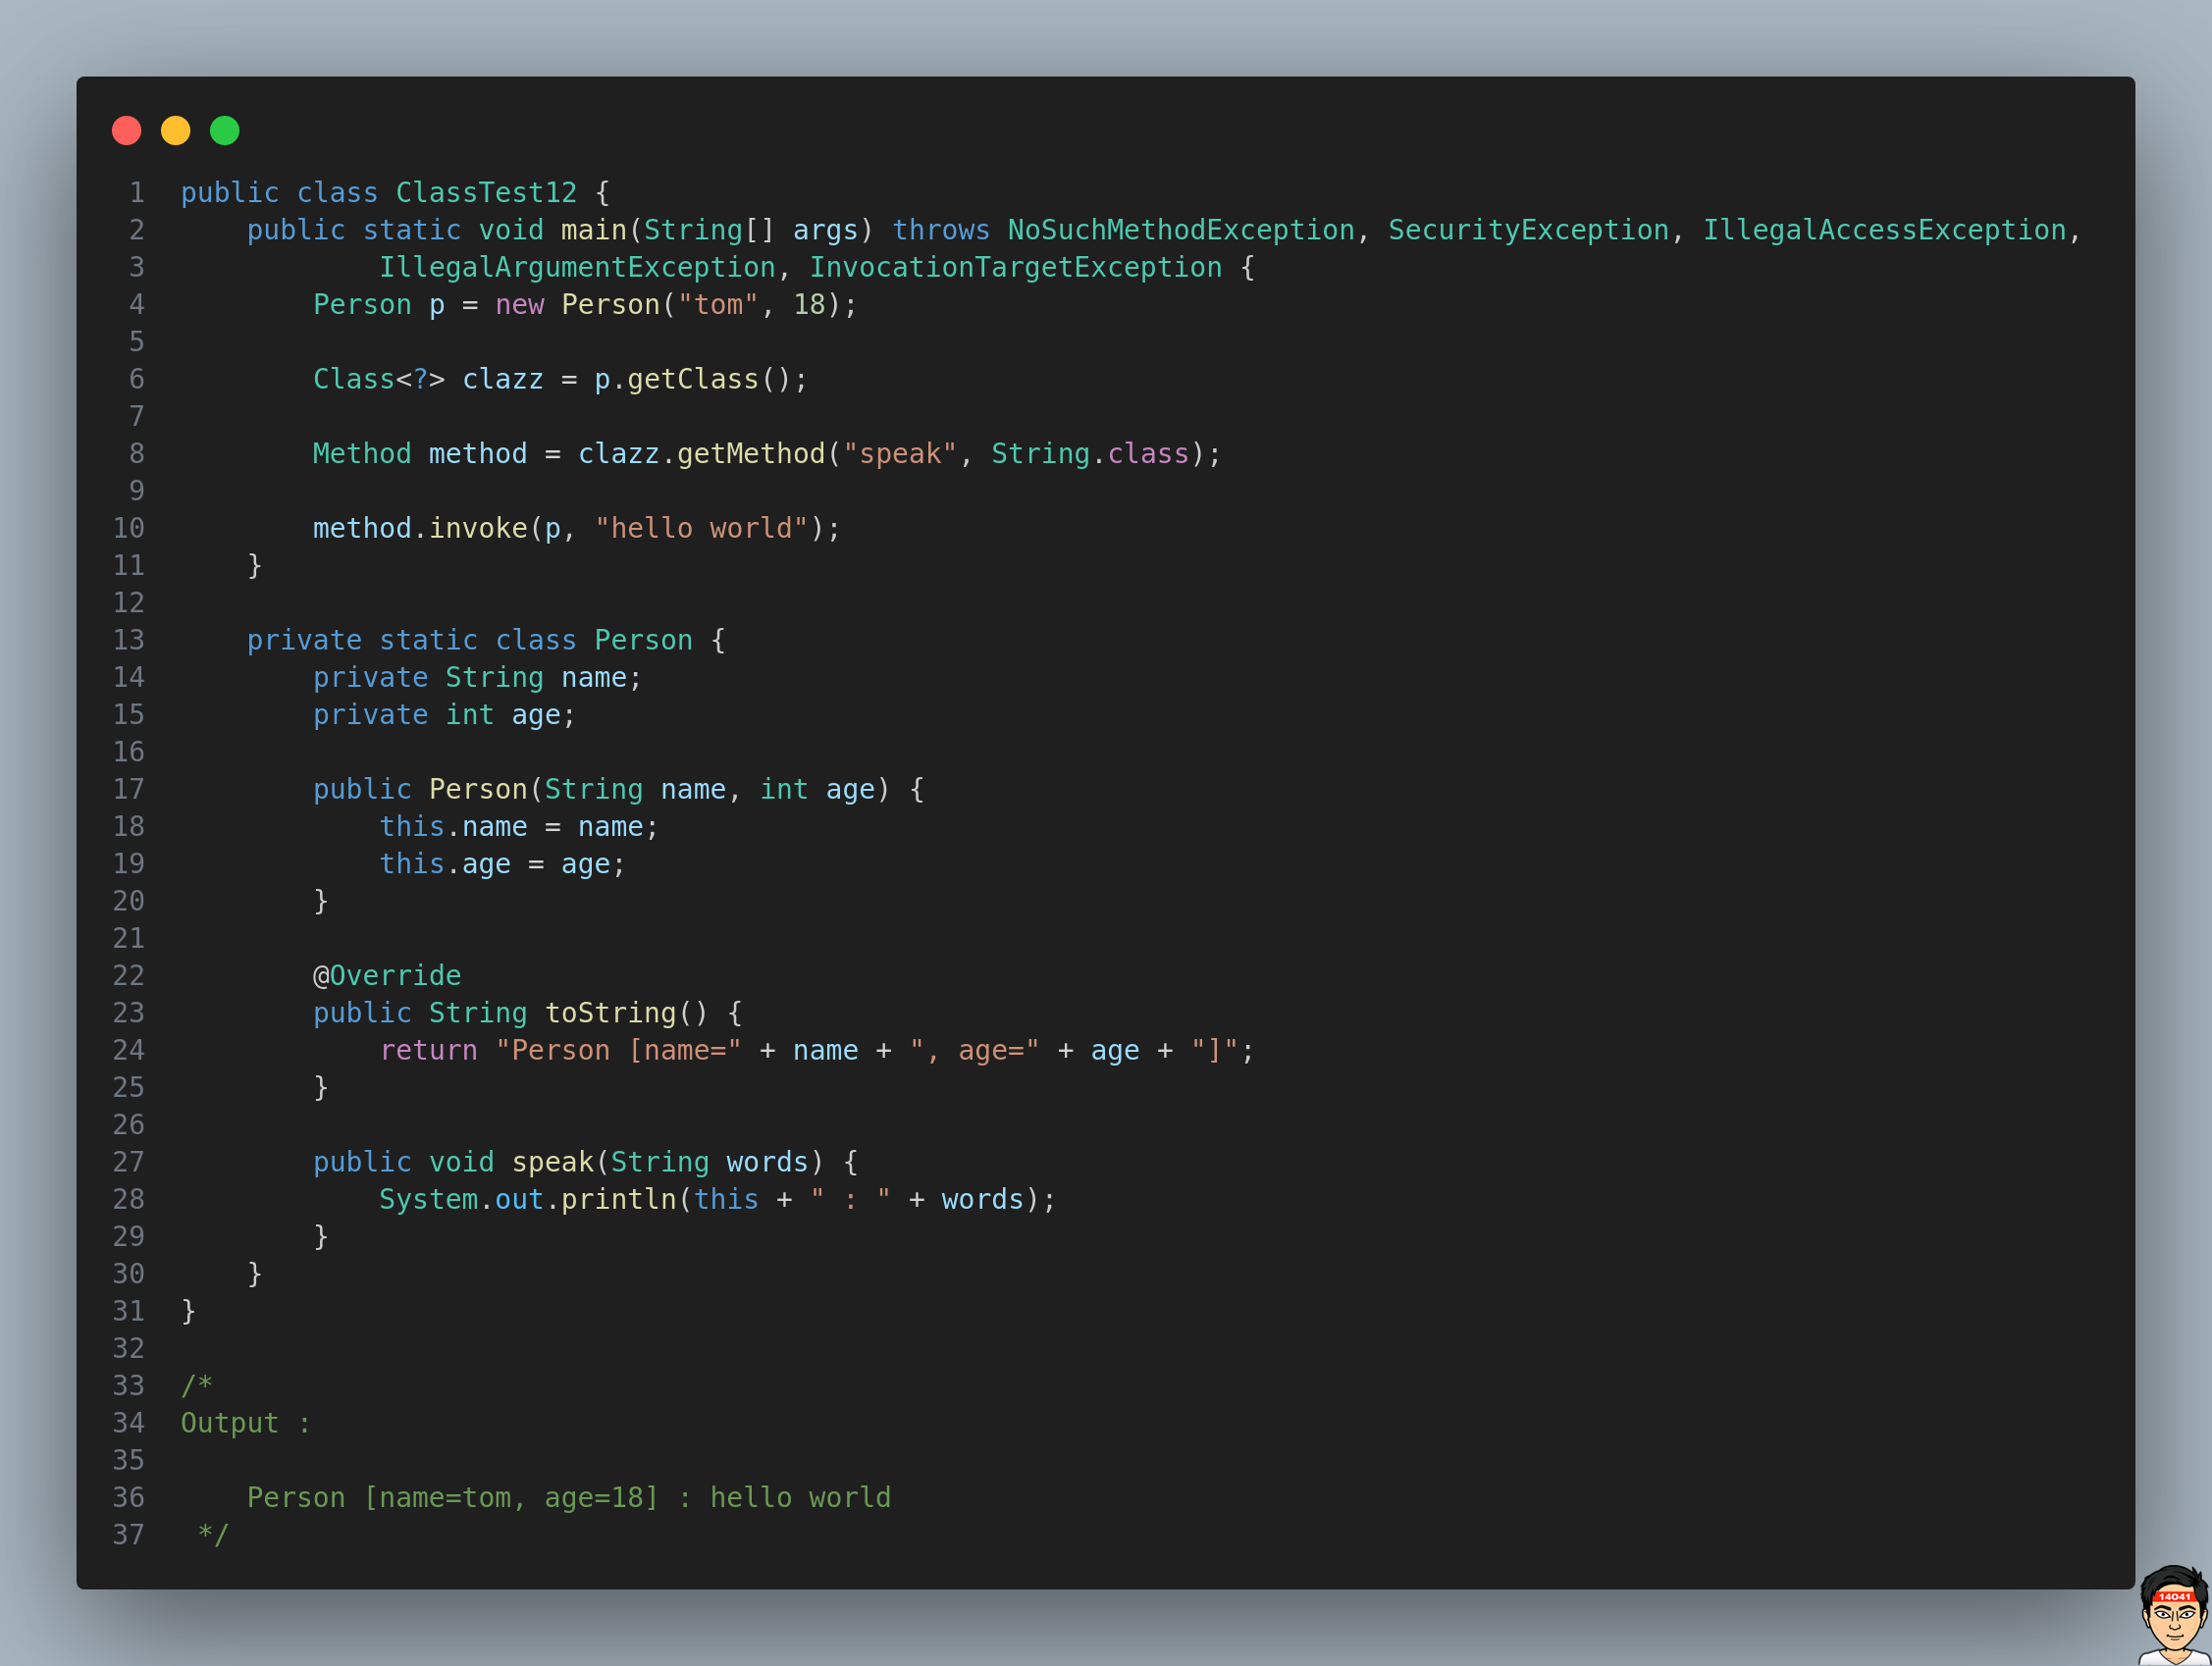 1 public class ClassTest12 {
2     public static void main(String[] args) throws NoSuchMethodException, SecurityException, IllegalAccessException,
3             IllegalArgumentException, InvocationTargetException {
4         Person p = new Person("tom", 18);
5
6         Class<?> clazz = p.getClass();
7
8         Method method = clazz.getMethod("speak", String.class);
9
10         method.invoke(p, "hello world");
11     }
12
13     private static class Person {
14         private String name;
15         private int age;
16
17         public Person(String name, int age) {
18             this.name = name;
19             this.age = age;
20         }
21
22         @Override
23         public String toString() {
24             return "Person [name=" + name + ", age=" + age + "]";
25         }
26
27         public void speak(String words) {
28             System.out.println(this + " : " + words);
29         }
30     }
31 }
32
33 /*
34 Output :
35
36     Person [name=tom, age=18] : hello world
37  */
14041